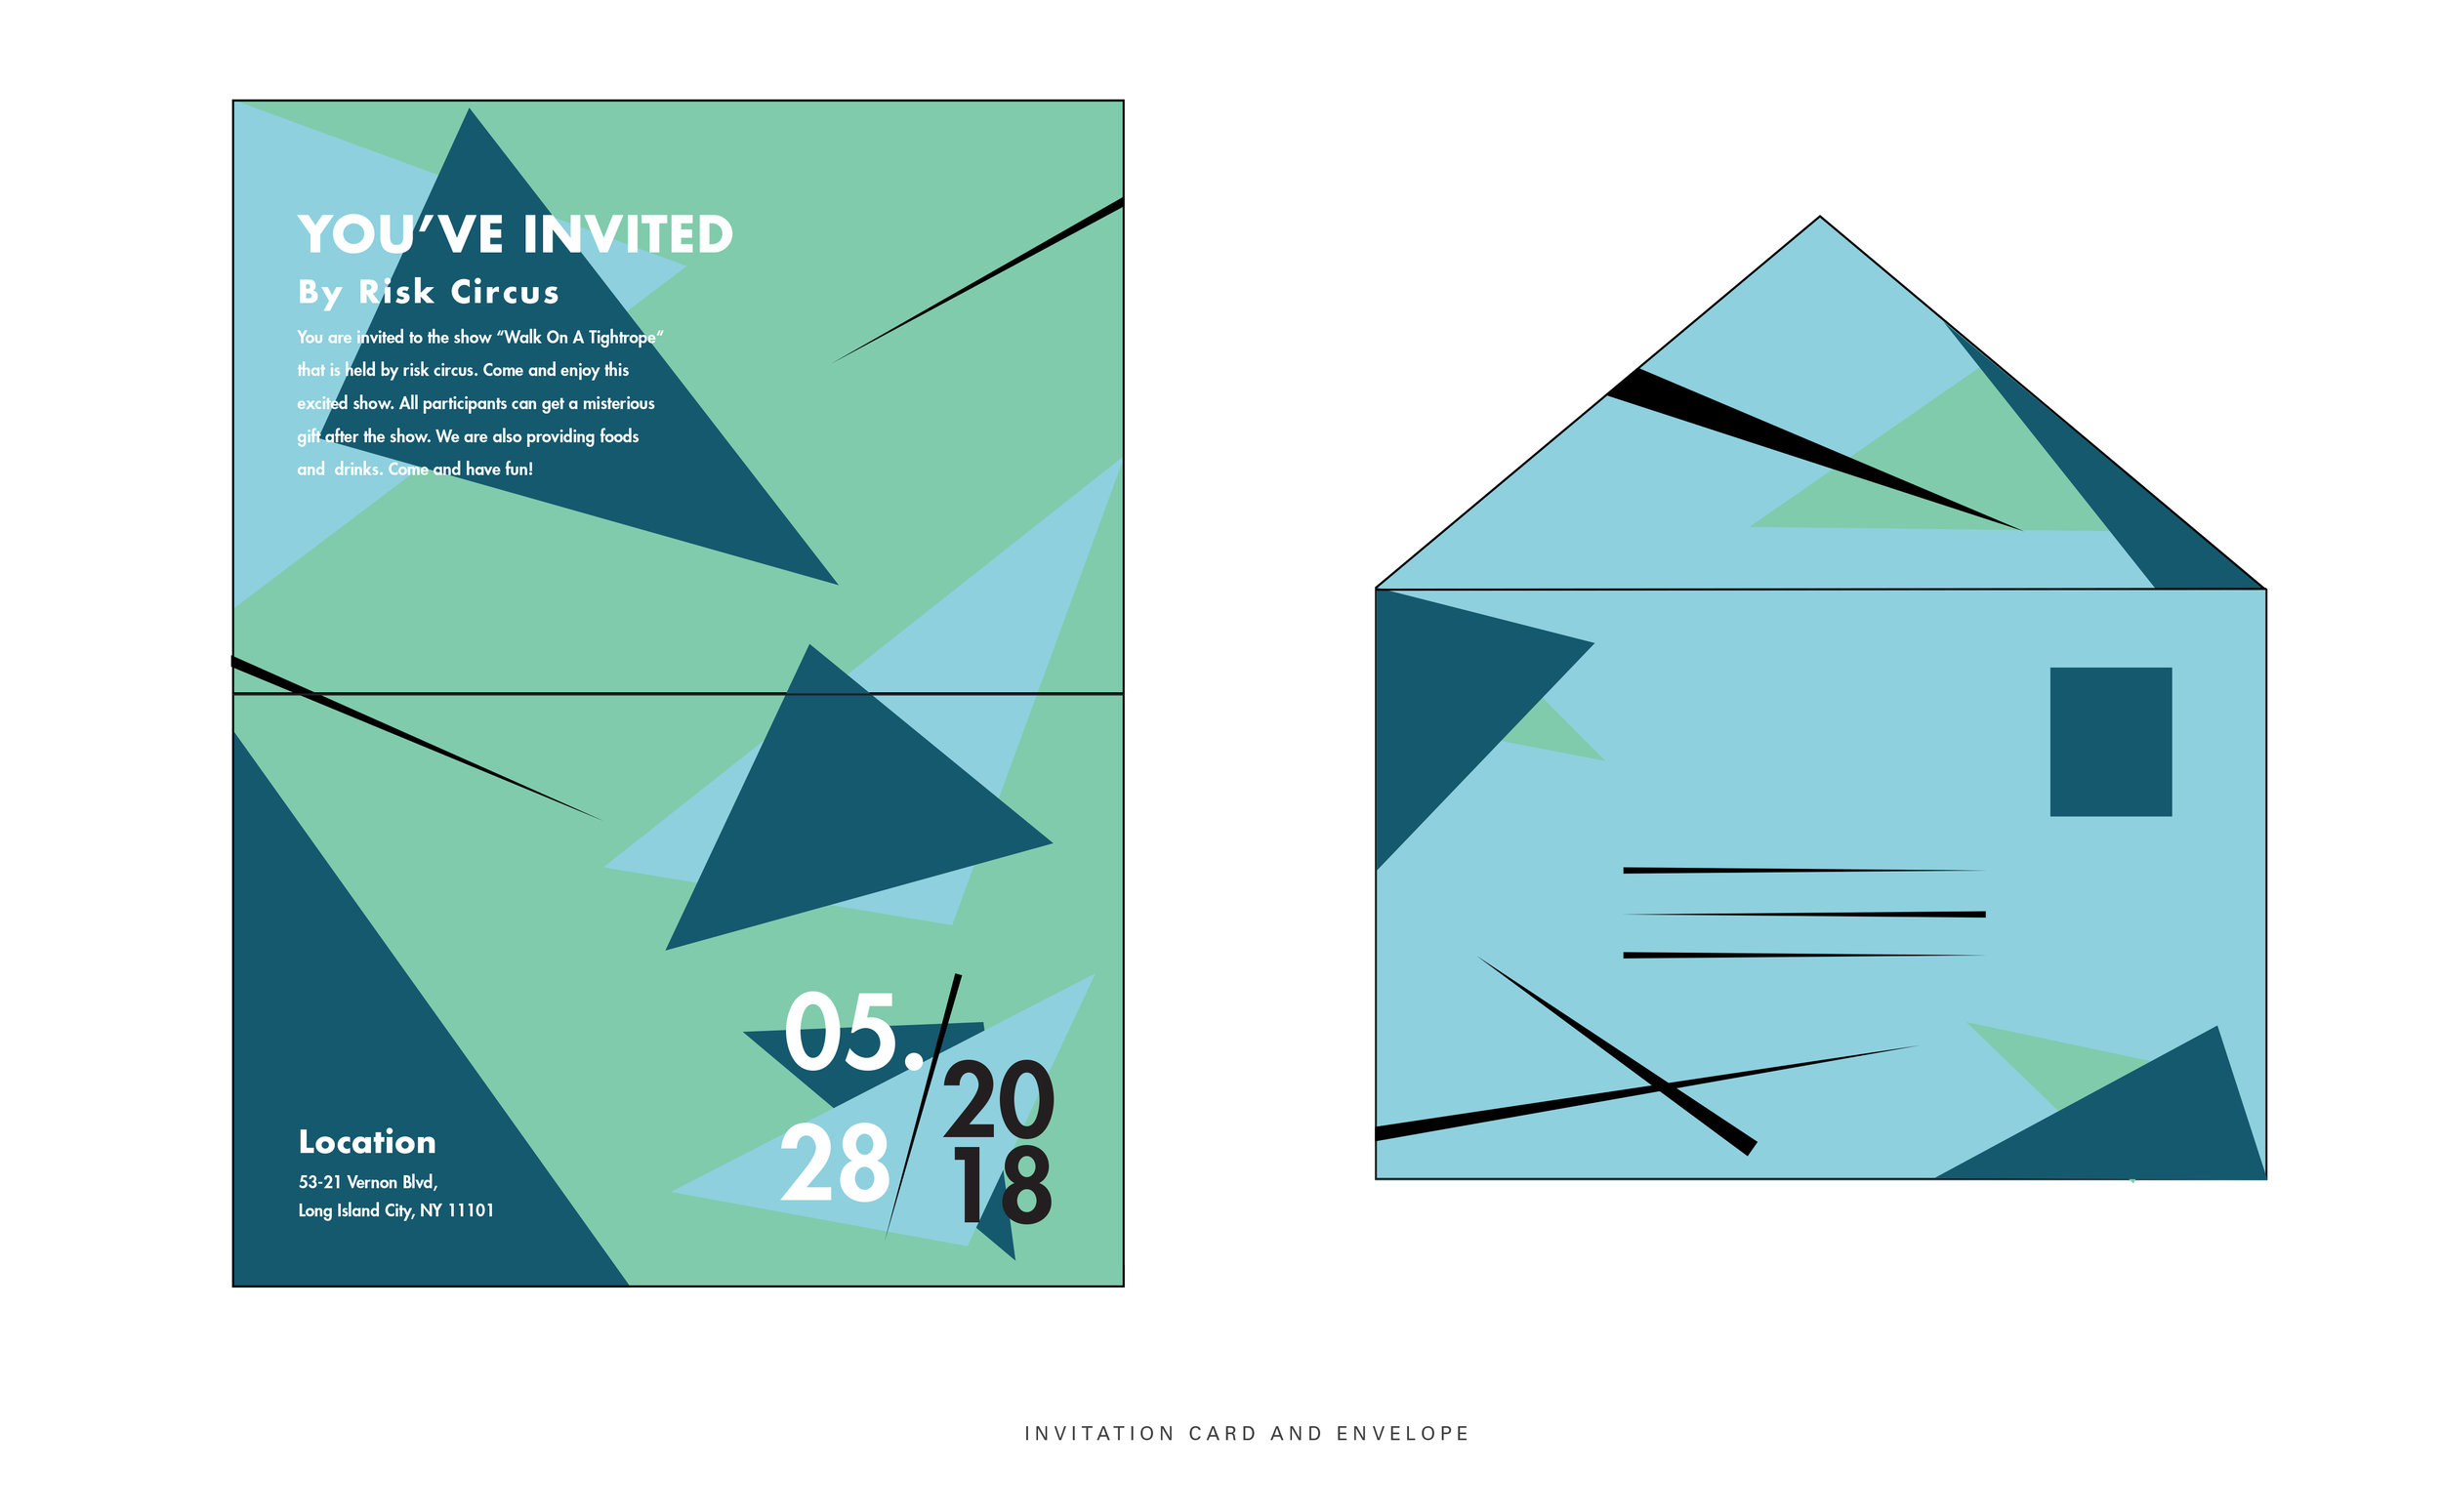 YOU’VE INVITED
By Risk Circus
You are invited to the show “Walk On A Tightrope“
that is held by risk circus. Come and enjoy this
excited show. All participants can get a misterious
gift after the show. We are also providing foods
and  drinks. Come and have fun!
05.
28
20
18
Location
53-21 Vernon Blvd,
Long Island City, NY 11101
INVITATION CARD AND ENVELOPE